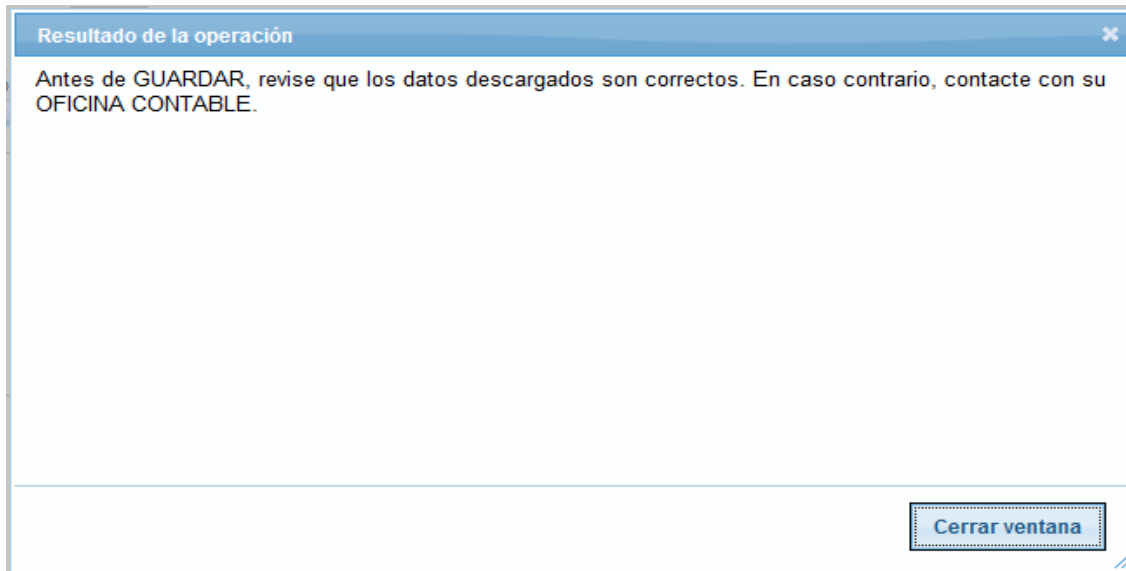 Resultado de la operación
Antes de GUARDAR, revise que los datos descargados son correctos. En caso contrario, contacte con su
OFICINA CONTABLE.
Cerrar ventana